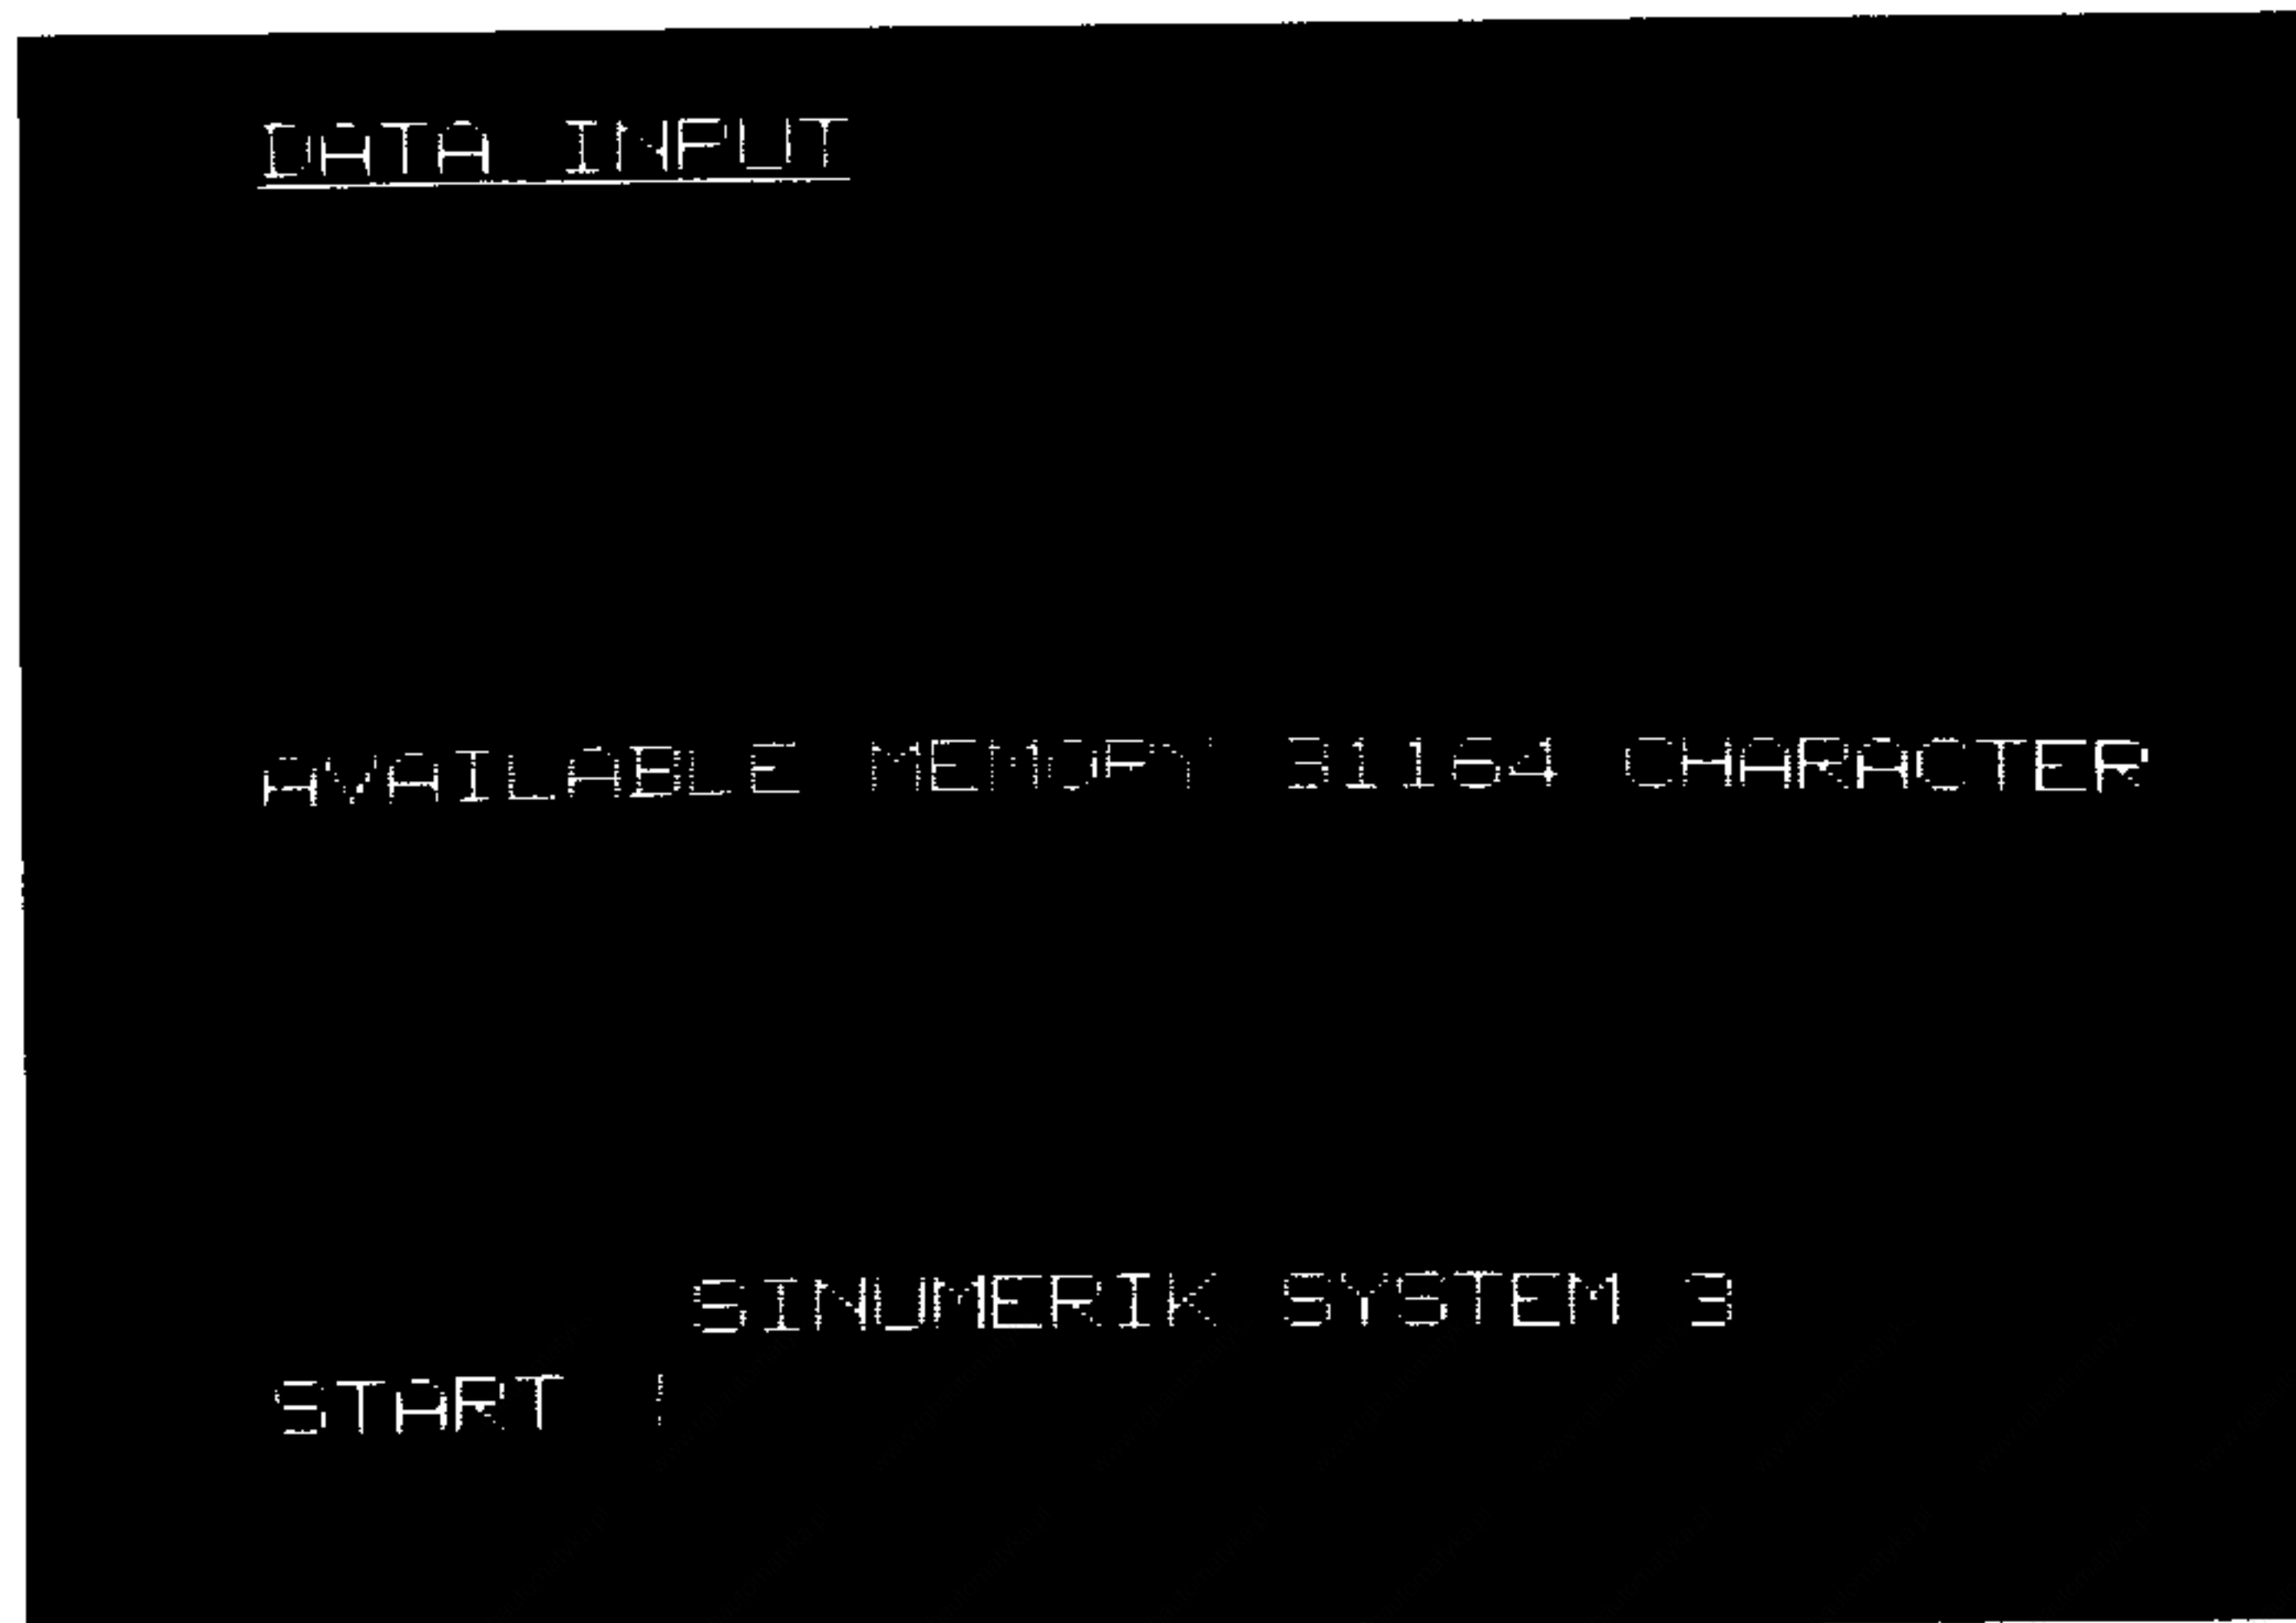 DATA INPUT
AVAILABLE MEMORY 31164 CHARACTER
SINUMERIK SYSTEM 3
START !